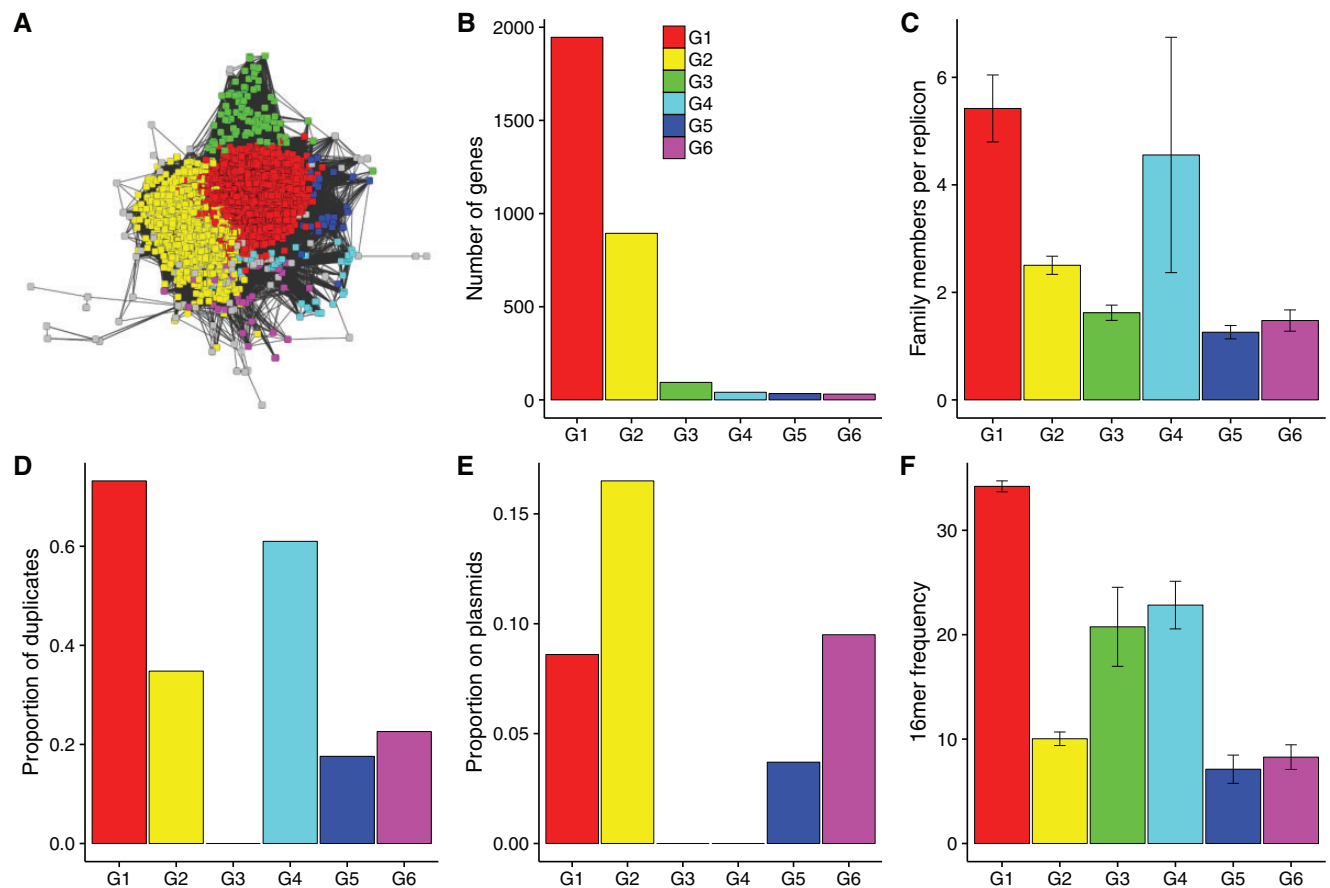 A
B
Number of genes
2000
1500
1000
500
0
G1
G2
G3
G4
G5
G6
G1 G2 G3 G4 G5 G6
C
Family members per replicon
6
4
2
0
G1 G2 G3 G4 G5 G6
D
Proportion of duplicates
0.6
0.4
0.2
0.0
G1 G2 G3 G4 G5 G6
E
Proportion on plasmids
0.15
0.10
0.05
0.00
G1 G2 G3 G4 G5 G6
F
16mer frequency
30
20
10
0
G1 G2 G3 G4 G5 G6